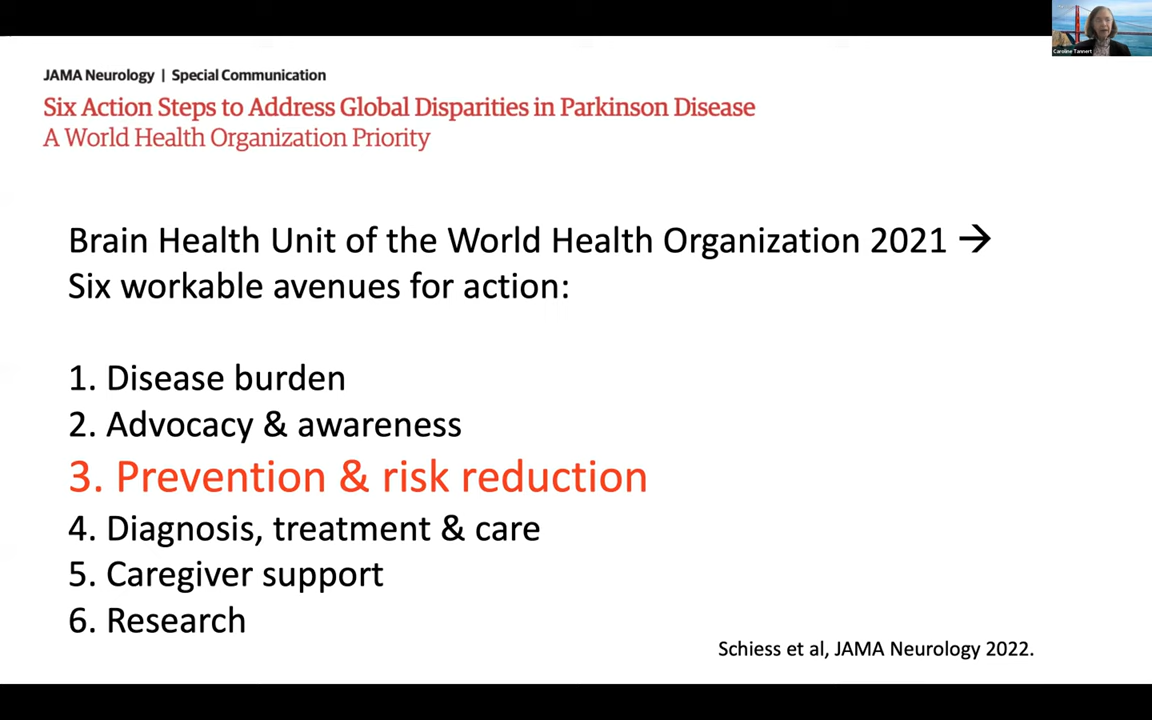 Caroline Tanner
JAMA Neurology | Special Communication
Six Action Steps to Address Global Disparities in Parkinson Disease
A World Health Organization Priority
Brain Health Unit of the World Health Organization 2021 →
Six workable avenues for action:
1. Disease burden
2. Advocacy & awareness
3. Prevention & risk reduction
4. Diagnosis, treatment & care
5. Caregiver support
6. Research
Schiess et al, JAMA Neurology 2022.